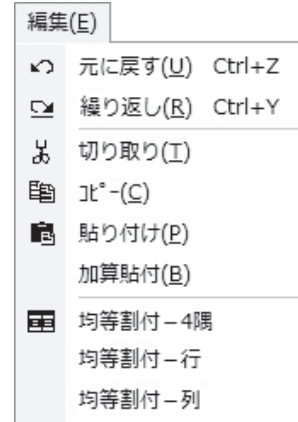 編集(E)
元に戻す(U) Ctrl+Z
繰り返し(R) Ctrl+Y
切り取り(T)
ｺﾋﾟｰ(C)
貼り付け(P)
加算貼付(B)
均等割付－4隅
均等割付－行
均等割付－列